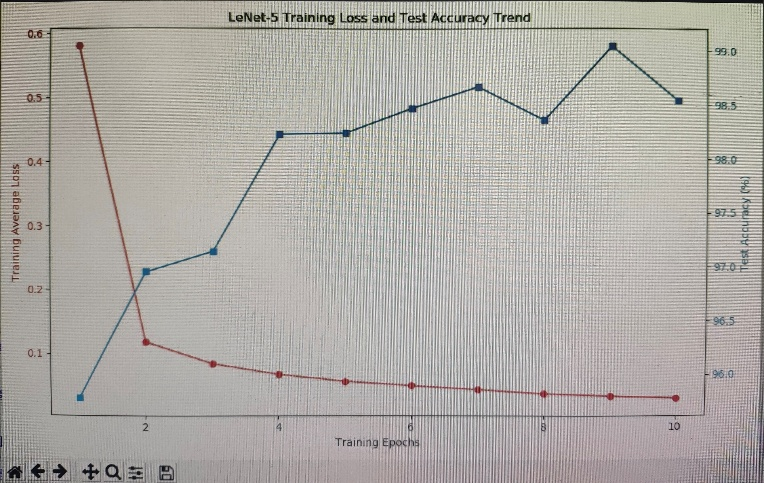 LeNet-5 Training Loss and Test Accuracy Trend
0.6
0.5
0.4
0.3
0.2
0.1
Training Average Loss
99.0
98.5
98.0
97.5
97.0
96.5
96.0
Test Accuracy (%)
2 4 6 8 10
Training Epochs